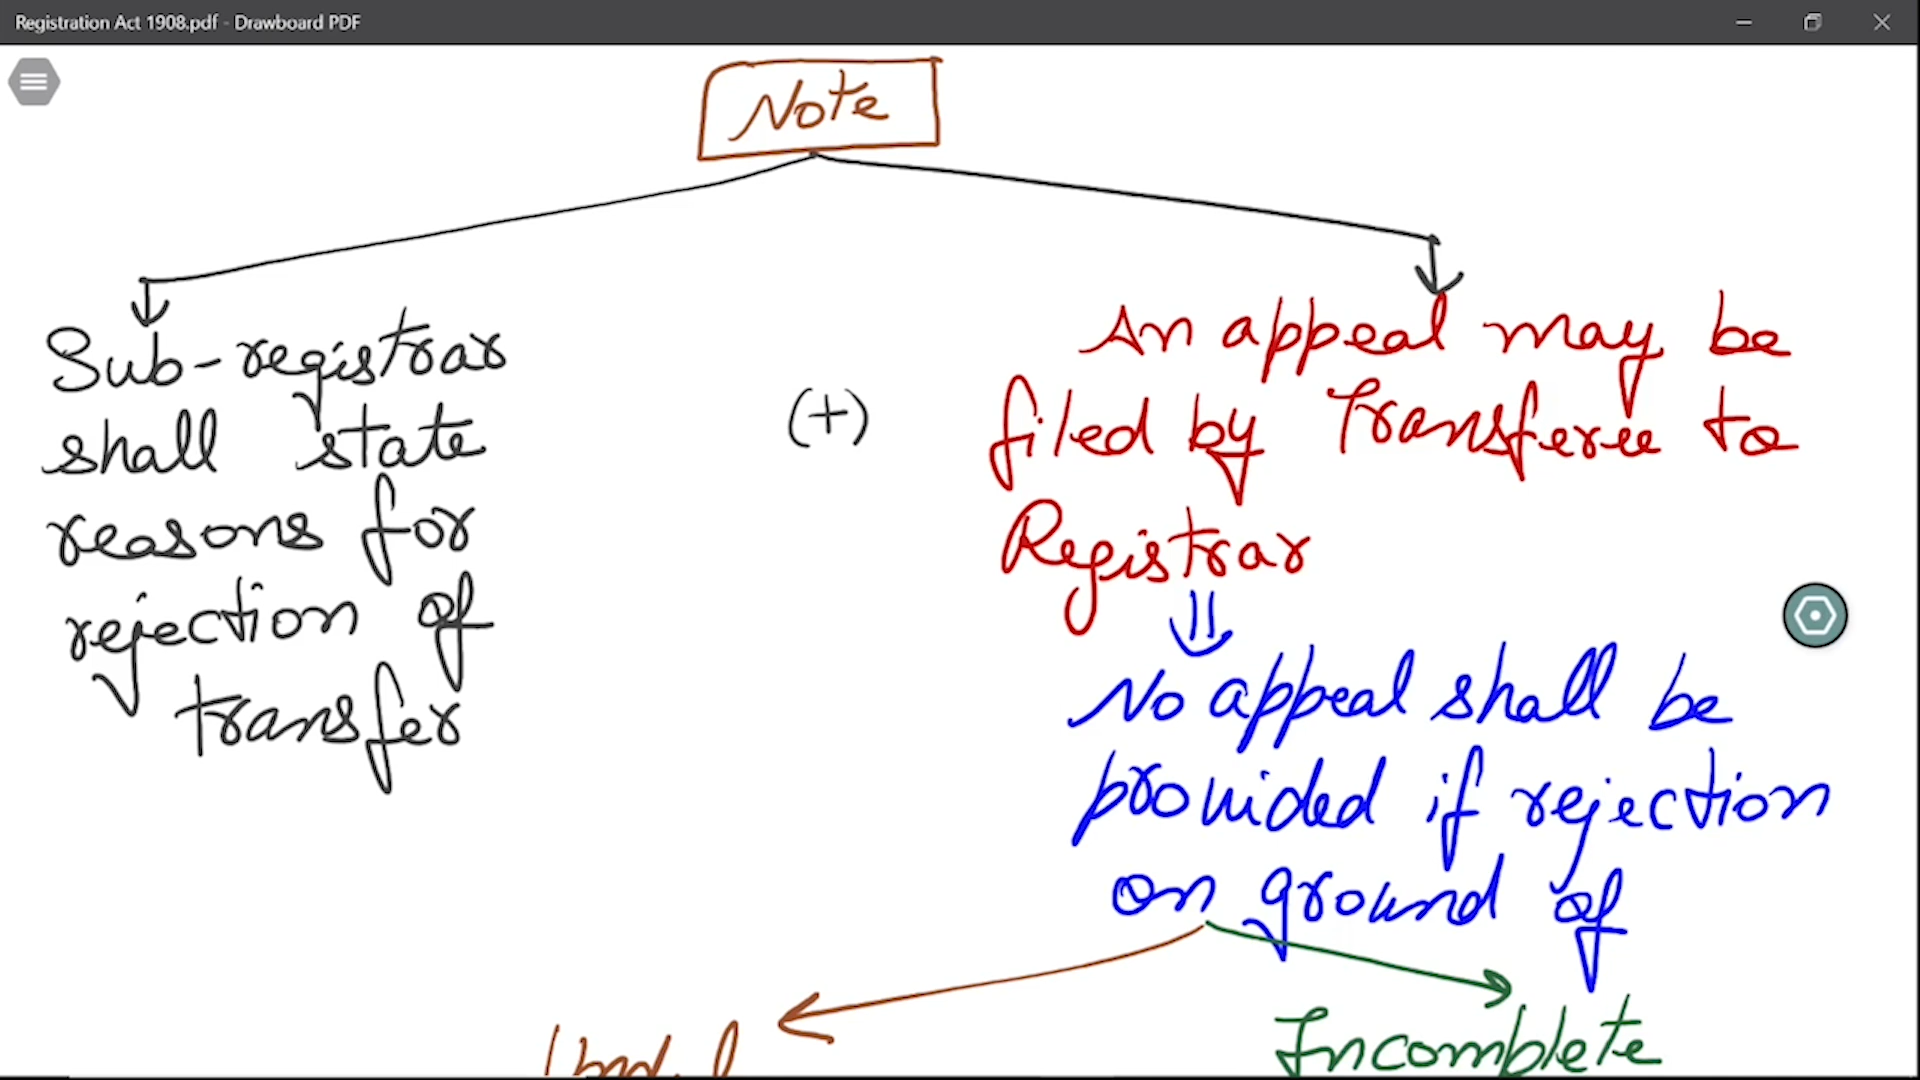 Registration Act 1908.pdf - Drawboard PDF
Note
Sub-registrar
shall state
reasons for
rejection of
transfer
(+)
An appeal may be
filed by Transferee to
Registrar
No appeal shall be
provided if rejection
on ground of
Incomplete